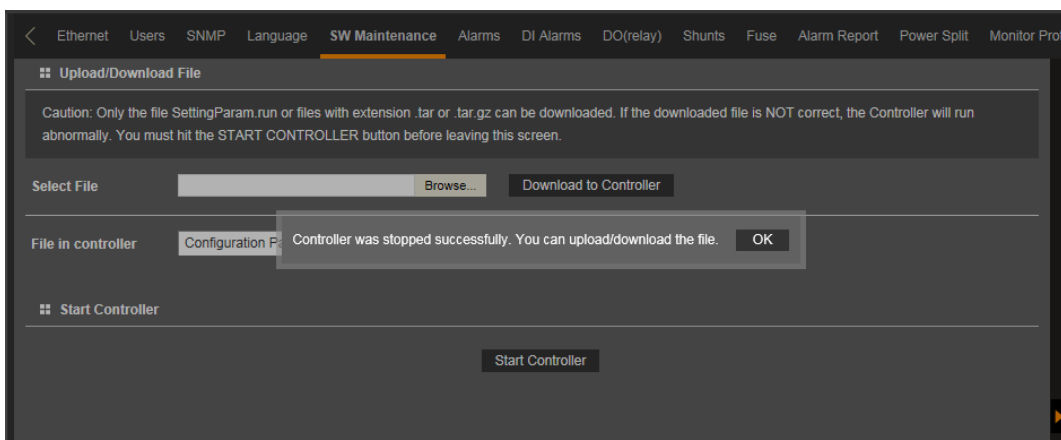 Ethernet Users SNMP Language SW Maintenance Alarms DI Alarms DO(relay) Shunts Fuse Alarm Report Power Split Monitor
Upload/Download File
Caution: Only the file SettingParam.run or files with extension .tar or .tar.gz can be downloaded. If the downloaded file is NOT correct, the Controller will run
abnormally. You must hit the START CONTROLLER button before leaving this screen.
Select File Browse... Download to Controller
File in controller Configuration
Controller was stopped successfully. You can upload/download the file. OK
Start Controller
Start Controller